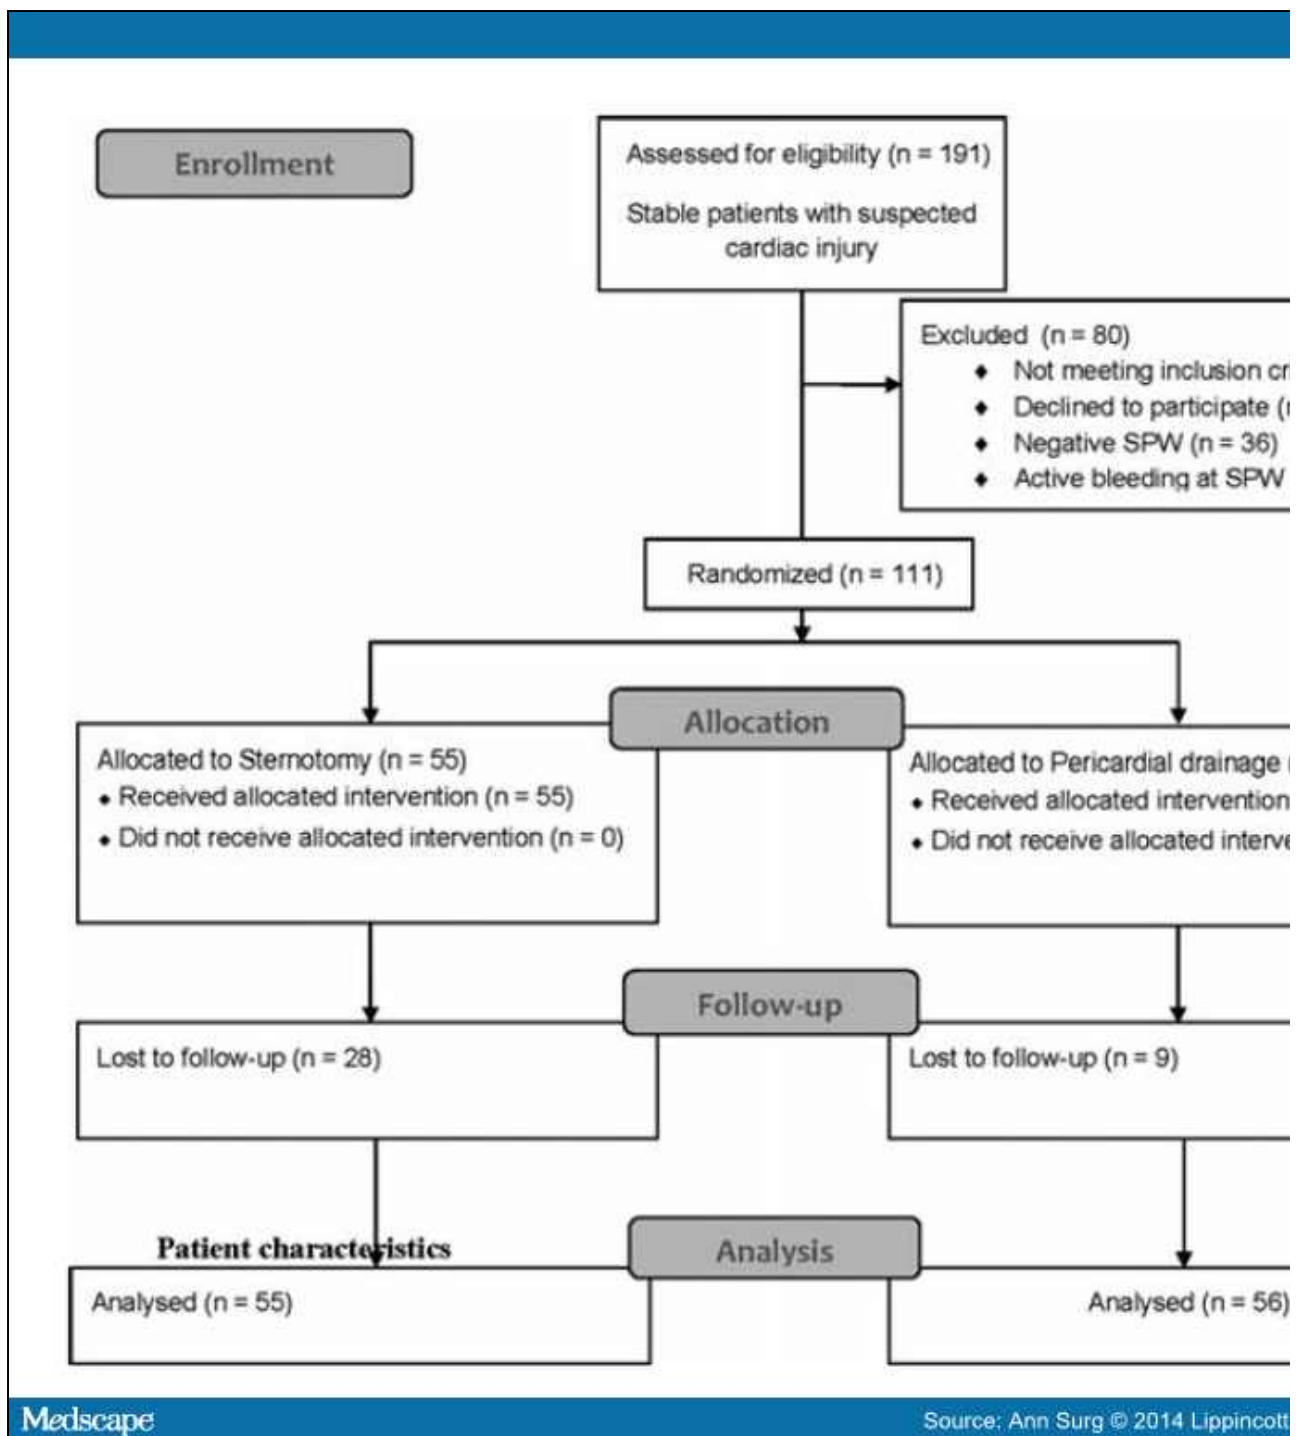 Enrollment
Assessed for eligibility (n = 191)
Stable patients with suspected
cardiac injury
Excluded (n = 80)
♦ Not meeting inclusion
♦ Declined to participate
♦ Negative SPW (n = 36)
♦ Active bleeding at SPW
Randomized (n = 111)
Allocation
Allocated to Sternotomy (n = 55)
♦ Received allocated intervention (n = 55)
♦ Did not receive allocated intervention (n = 0)
Allocated to Pericardial drainage
♦ Received allocated intervention
♦ Did not receive allocated
Follow-up
Lost to follow-up (n = 28)
Lost to follow-up (n = 9)
Patient characteristics
Analysis
Analysed (n = 55)
Analysed (n = 56)
Medscape
Source: Ann Surg © 2014 Lippincott